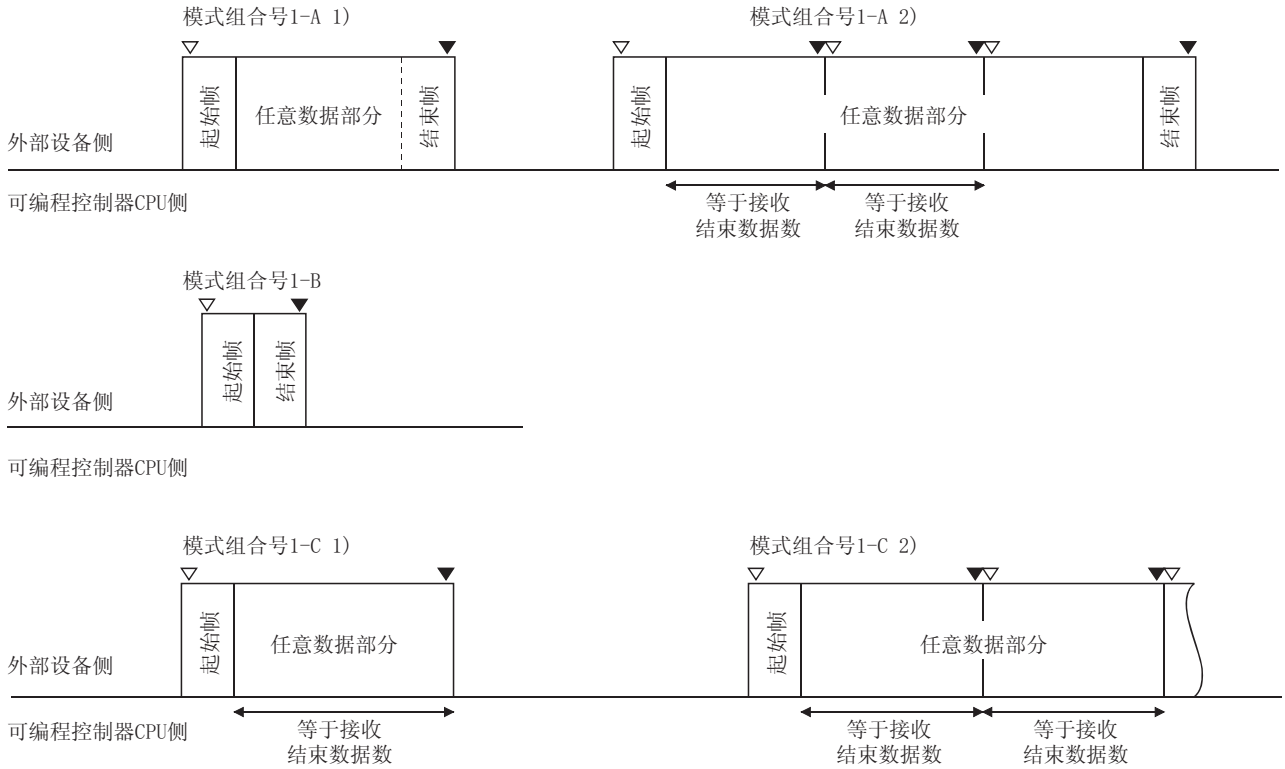 模式组合号1-A 1)
模式组合号1-A 2)
起始帧
任意数据部分
结束帧
起始帧
任意数据部分
结束帧
外部设备侧
可编程控制器CPU侧
等于接收
结束数据数
等于接收
结束数据数
模式组合号1-B
起始帧
结束帧
外部设备侧
可编程控制器CPU侧
模式组合号1-C 1)
模式组合号1-C 2)
起始帧
任意数据部分
起始帧
任意数据部分
外部设备侧
可编程控制器CPU侧
等于接收
结束数据数
等于接收
结束数据数
等于接收
结束数据数